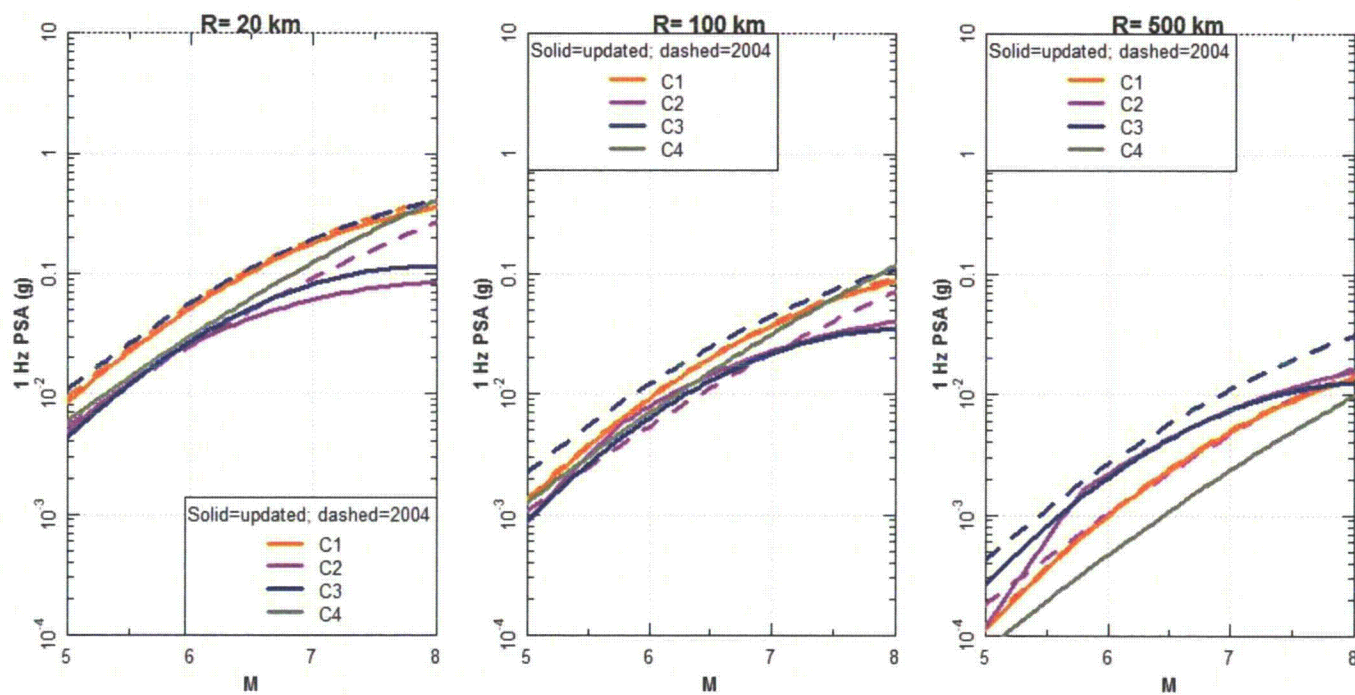 R= 20 km
10
1
0.1
10-2
10-3
10-4
1 Hz PSA (g)
Solid=updated; dashed=2004
C1
C2
C3
C4
5 6 7 8
M
R= 100 km
10
1
0.1
10-2
10-3
10-4
1 Hz PSA (g)
Solid=updated; dashed=2004
C1
C2
C3
C4
5 6 7 8
M
R= 500 km
10
1
0.1
10-2
10-3
10-4
1 Hz PSA (g)
Solid=updated; dashed=2004
C1
C2
C3
C4
5 6 7 8
M